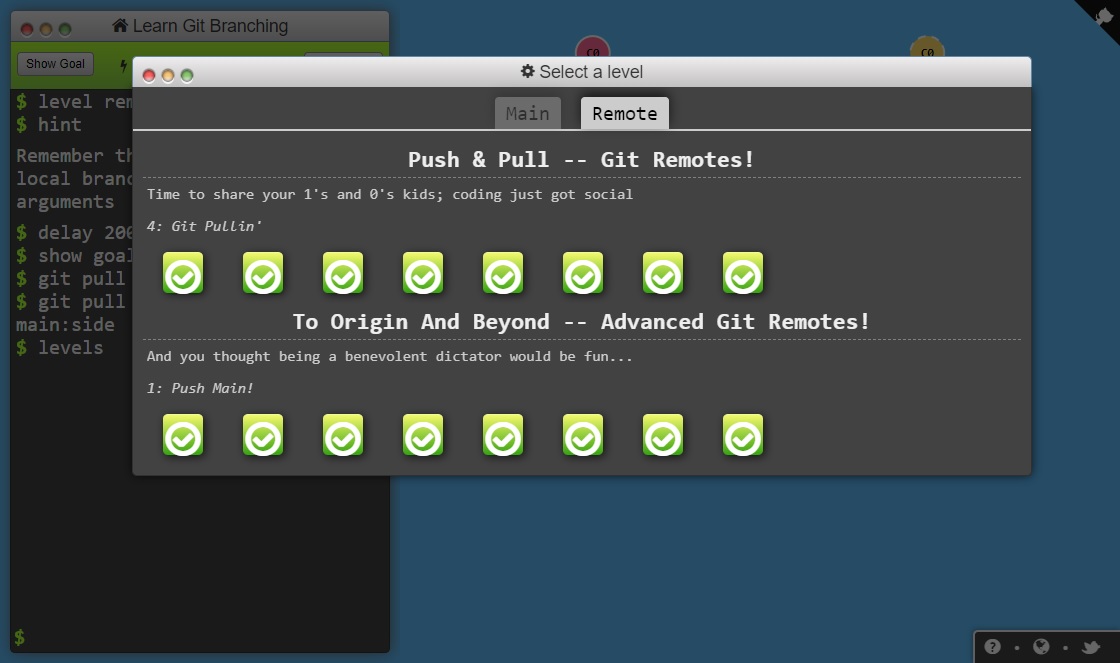 Learn Git Branching
C0
C0
Show Goal
Select a level
Main
Remote
Push & Pull -- Git Remotes!
Time to share your 1's and 0's kids; coding just got social
4: Git Pullin'
To Origin And Beyond -- Advanced Git Remotes!
And you thought being a benevolent dictator would be fun...
1: Push Main!
$ level rem
$ hint
Remember th
local branc
arguments
$ delay 200
$ show goal
$ git pull
$ git pull
main:side
$ levels
$